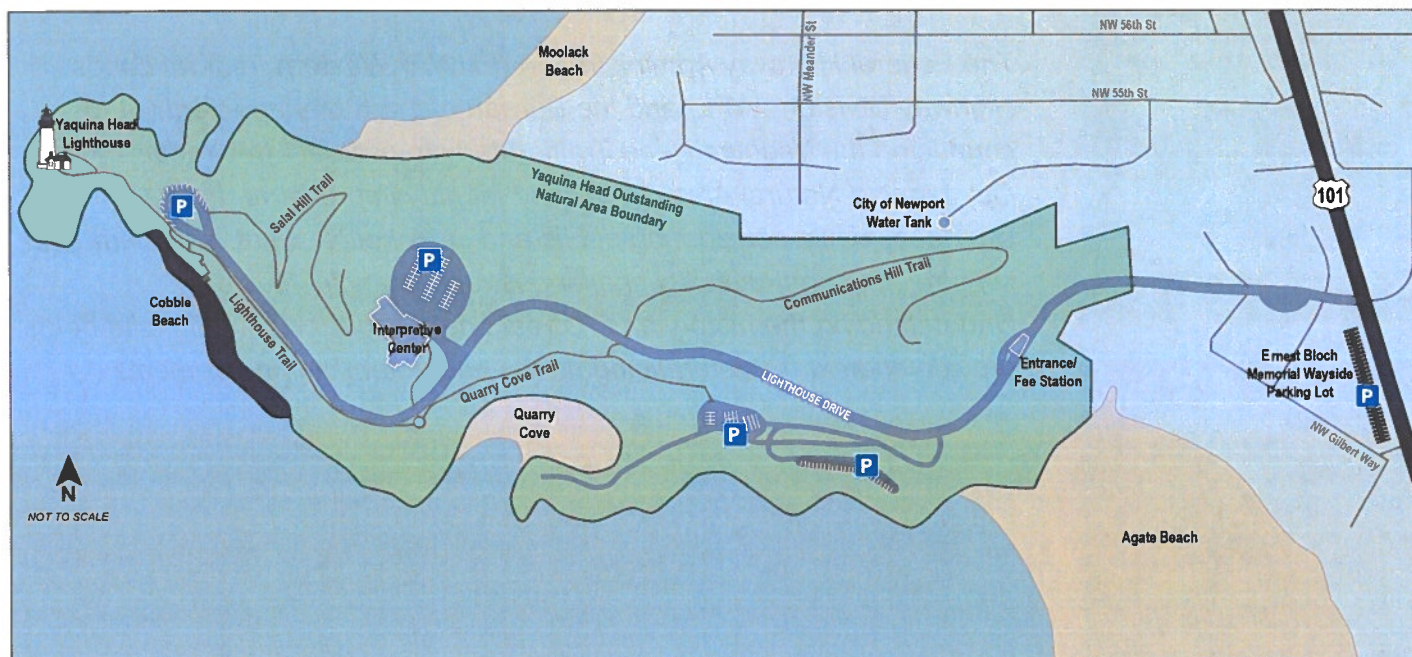 NW 56th St
Moolack
Beach
NW Meander St
NW 55th St
Yaquina Head
Lighthouse
Yaquina Head Outstanding
Natural Area Boundary
Salal Hill Trail
City of Newport
Water Tank
101
P
P
Communications Hill Trail
Cobble
Beach
Lighthouse Trail
Interpretive
Center
Entrance/
Fee Station
Ernest Bloch
Memorial Wayside
Parking Lot
P
Quarry Cove Trail
LIGHTHOUSE DRIVE
Quarry
Cove
P
P
NW Gilbert Way
N
NOT TO SCALE
Agate Beach